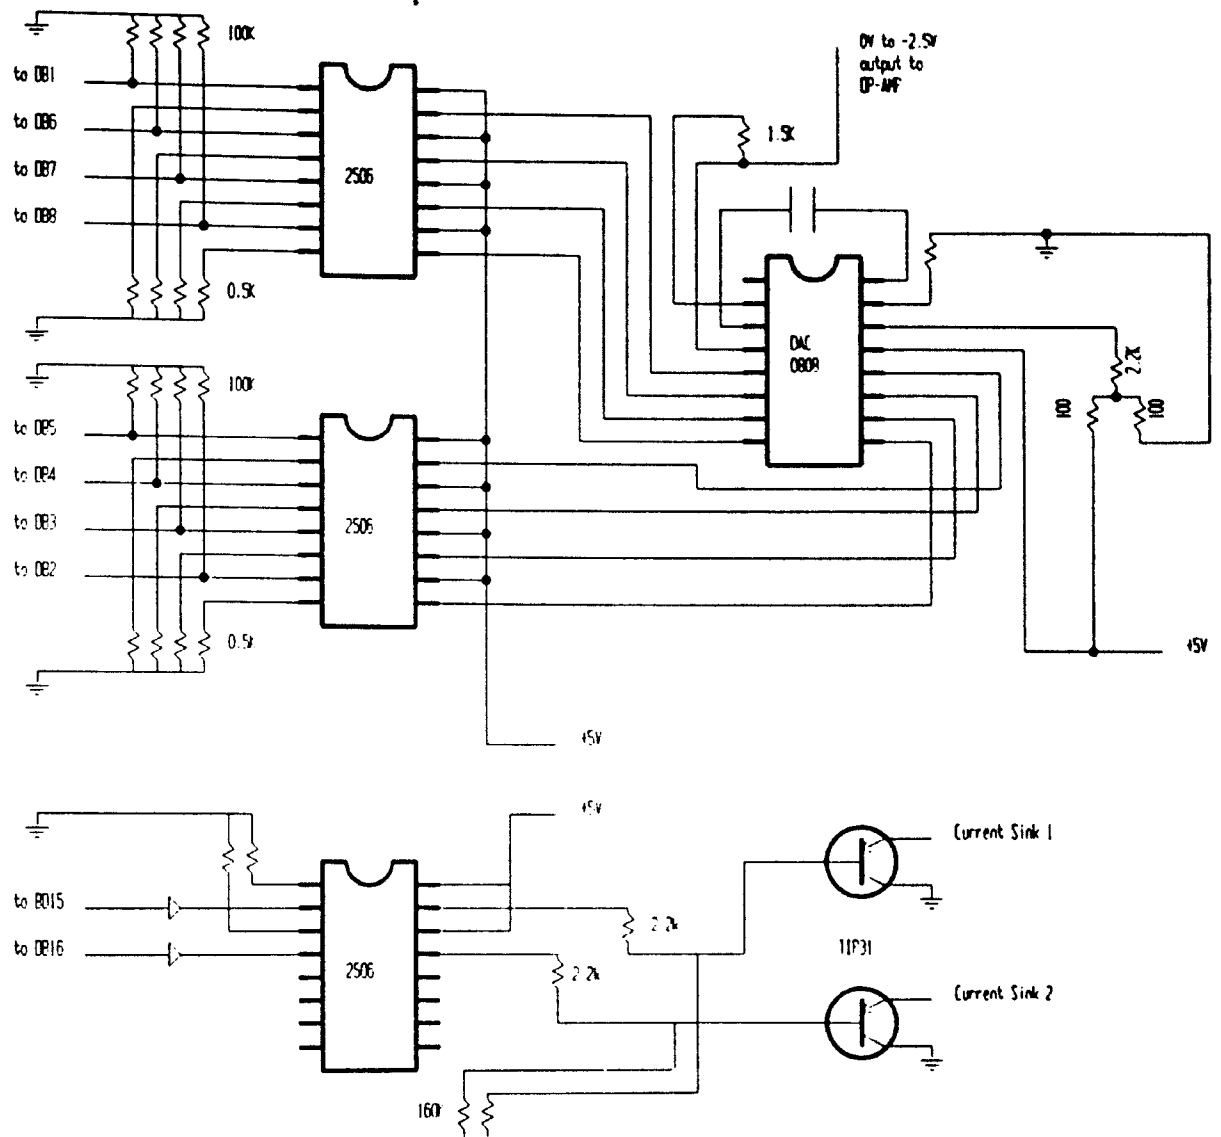 100K
to DB1
to DB6
to DB7
to DB8
2506
0.5K
0V to -2.5V
output to
OP-AMP
1.5K
DAC
0808
2.2K
100
100
+5V
100K
to DB5
to DB4
to DB3
to DB2
2506
0.5K
+5V
+5V
to BD15
to DB16
2506
2.2k
2.2k
160K
Current Sink 1
TIP31
Current Sink 2